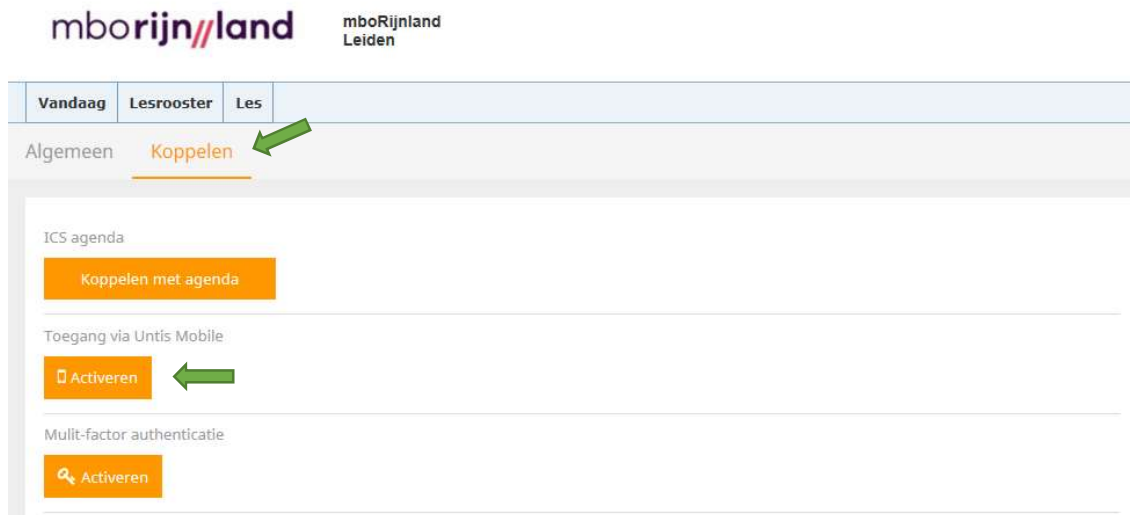 mborijn//land
mboRijnland
Leiden
Vandaag Lesrooster Les
Algemeen Koppelen
ICS agenda
Koppelen met agenda
Toegang via Untis Mobile
Activeren
Mulit-factor authenticatie
Activeren